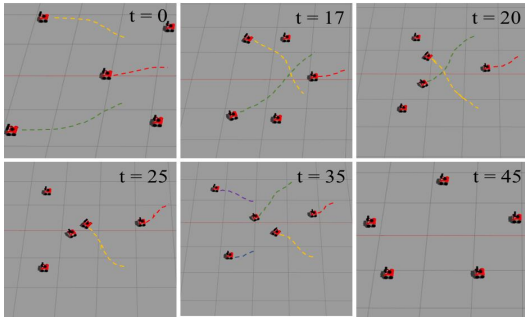 t = 0
t = 17
t = 20
t = 25
t = 35
t = 45